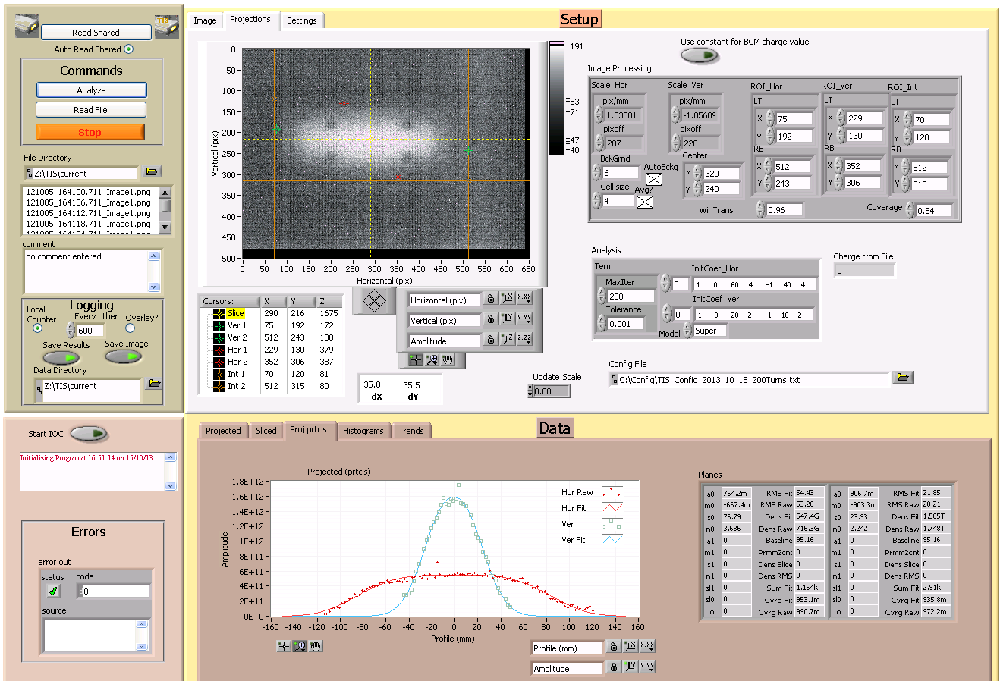 TIS
Read Shared
Auto Read Shared
Commands
Analyze
Read File
Stop
File Directory
Z:\TIS\current
121005_164100.711_Image1.png
121005_164106.711_Image1.png
121005_164112.711_Image1.png
121005_164118.711_Image1.png
comment
no comment entered
Logging
Local Counter
Every other
600
Overlay?
Save Results
Save Image
Data Directory
Z:\TIS\current
Start IOC
Initializing Program at 16:51:14 on 15/10/13
Errors
error out
status
code
0
source
Setup
Image
Projections
Settings
Vertical (pix)
0
50
100
150
200
250
300
350
400
450
500
0 50 100 150 200 250 300 350 400 450 500 550 600 650
Horizontal (pix)
191
83
71
47
40
Cursors: X Y Z
Slice 290 216 1675
Ver 1 75 192 172
Ver 2 512 243 138
Hor 1 229 130 379
Hor 2 352 306 387
Int 1 70 120 81
Int 2 512 315 80
Horizontal (pix)
X.XX
Vertical (pix)
Y.YY
Amplitude
Z.ZZ
35.8 35.5
dX dY
Update:Scale
0.80
Use constant for BCM charge value
Image Processing
Scale_Hor
pix/mm
1.83081
pixoff
287
Scale_Ver
pix/mm
-1.85609
pixoff
220
BckGrnd
6
AutoBckg
Cell size
4
Avg?
Center
X 320
Y 240
WinTrans 0.96
ROI_Hor
LT
X 75
Y 192
RB
X 512
Y 243
ROI_Ver
LT
X 229
Y 130
RB
X 352
Y 306
ROI_Int
LT
X 70
Y 120
RB
X 512
Y 315
Coverage 0.84
Analysis
Term
MaxIter
200
Tolerance
0.001
InitCoef_Hor
0 1 0 60 4 -1 40 4
InitCoef_Ver
0 1 0 20 2 -1 10 2
Model Super
Charge from File
0
Config File
C:\Config\TIS_Config_2013_10_15_200Turns.txt
Data
Projected
Sliced
Proj prtcls
Histograms
Trends
Projected (prtcls)
Amplitude
1.8E+12
1.6E+12
1.4E+12
1.2E+12
1E+12
8E+11
6E+11
4E+11
2E+11
0E+0
-160 -140 -120 -100 -80 -60 -40 -20 0 20 40 60 80 100 120 140 160
Profile (mm)
Hor Raw
Hor Fit
Ver
Ver Fit
Profile (mm)
X.XX
Amplitude
Y.YY
Planes
a0 764.2m RMS Fit 54.43 a0 906.7m RMS Fit 21.85
m0 -667.4m RMS Raw 53.26 m0 -903.3m RMS Raw 20.21
s0 76.79 Dens Fit 547.4G s0 23.93 Dens Fit 1.585T
n0 3.686 Dens Raw 716.3G n0 2.242 Dens Raw 1.748T
a1 0 Baseline 95.16 a1 0 Baseline 95.16
m1 0 Prmm2cnt 0 m1 0 Prmm2cnt 0
s1 0 Dens Slice 0 s1 0 Dens Slice 0
n1 0 Dens RMS 0 n1 0 Dens RMS 0
sl1 0 Sum Fit 1.164k sl1 0 Sum Fit 2.91k
sl0 0 Cvrg Fit 953.1m sl0 0 Cvrg Fit 935.8m
o 0 Cvrg Raw 990.7m o 0 Cvrg Raw 972.2m